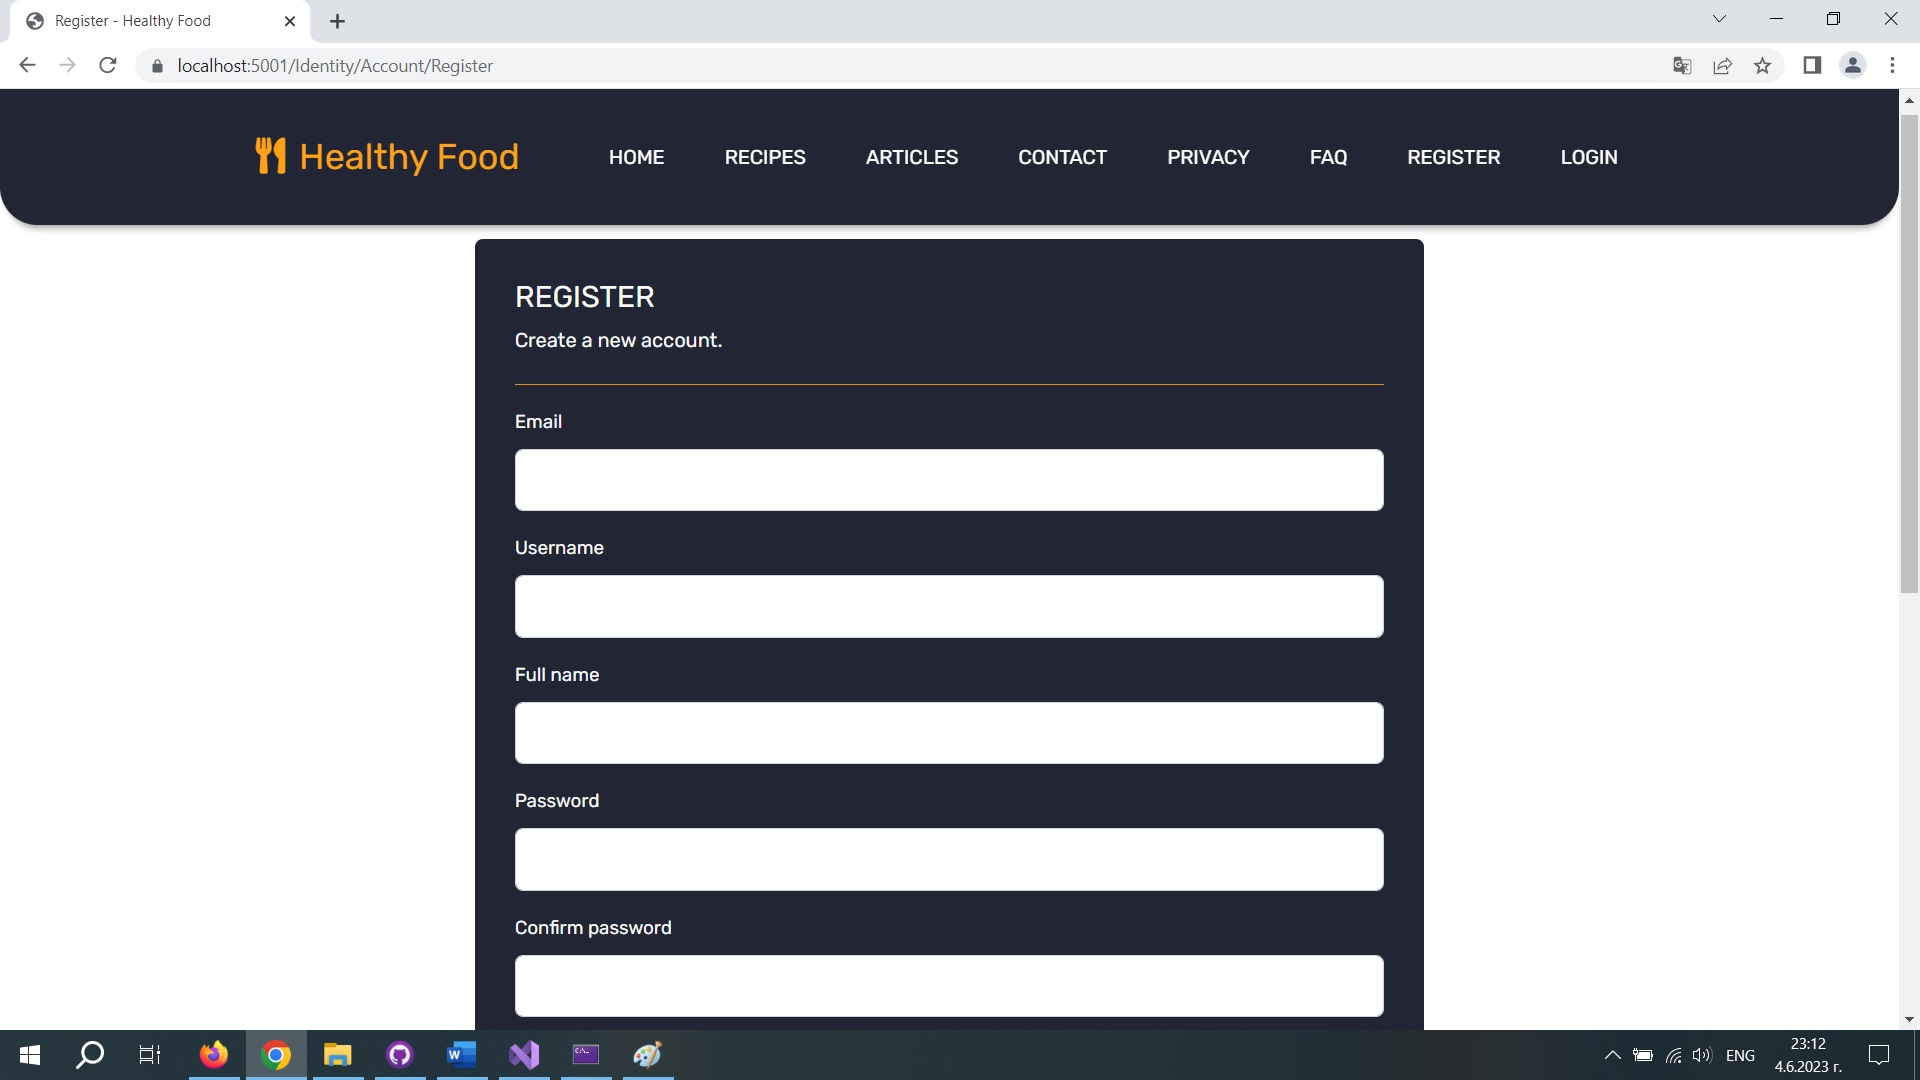 Register - Healthy Food
localhost:5001/Identity/Account/Register
Healthy Food
HOME
RECIPES
ARTICLES
CONTACT
PRIVACY
FAQ
REGISTER
LOGIN
REGISTER
Create a new account.
Email
Username
Full name
Password
Confirm password
ENG
23:12
4.6.2023 г.